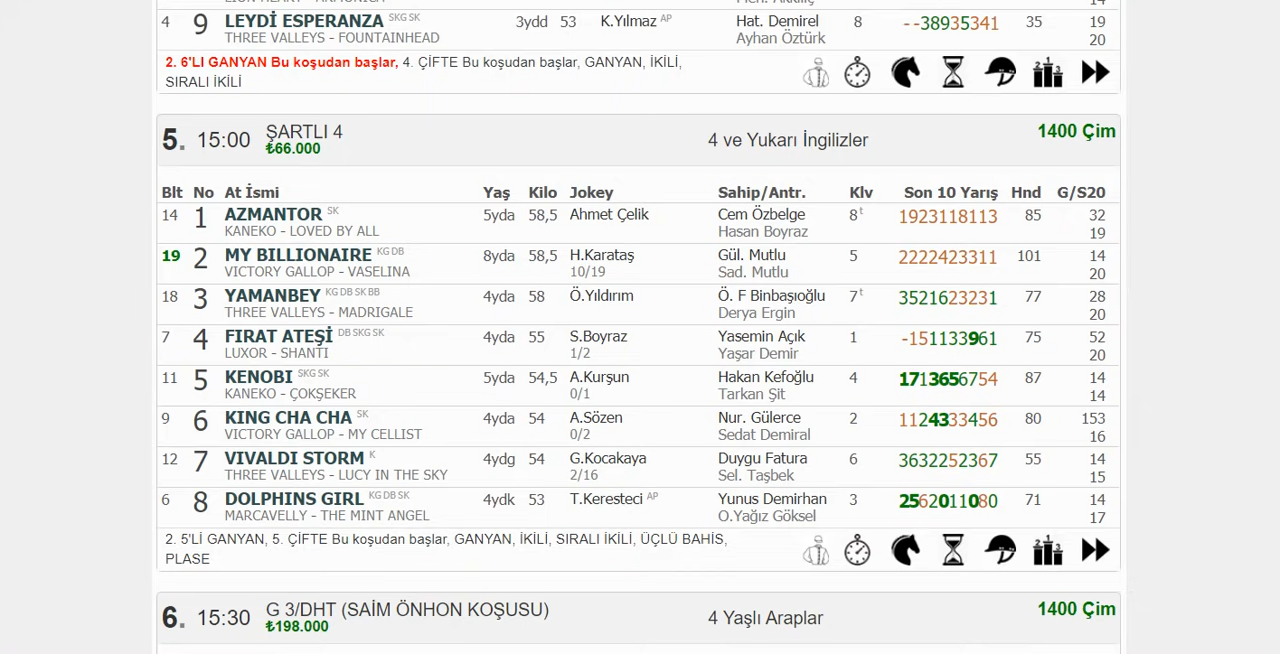 4 9 LEYDİ ESPERANZA SKG SK 3ydd 53 K.Yılmaz AP Hat. Demirel 8 - -38935341 35 19
THREE VALLEYS - FOUNTAINHEAD Ayhan Öztürk 20
2. 6'LI GANYAN Bu koşudan başlar, 4. ÇİFTE Bu koşudan başlar, GANYAN, İKİLİ,
SIRALI İKİLİ
5. 15:00 ŞARTLI 4 4 ve Yukarı İngilizler 1400 Çim
₺66.000
Blt No At İsmi Yaş Kilo Jokey Sahip/Antr. Klv Son 10 Yarış Hnd G/S20
14 1 AZMANTOR SK 5yda 58,5 Ahmet Çelik Cem Özbelge 8t 1923118113 85 32
KANEKO - LOVED BY ALL Hasan Boyraz 19
19 2 MY BILLIONAIRE KG DB 8yda 58,5 H.Karataş Gül. Mutlu 5 2222423311 101 14
VICTORY GALLOP - VASELINA 10/19 Sad. Mutlu 20
18 3 YAMANBEY KG DB SK BB 4yda 58 Ö.Yıldırım Ö. F Binbaşıoğlu 7t 3521623231 77 28
THREE VALLEYS - MADRIGALE Derya Ergin 20
7 4 FIRAT ATEŞİ DB SKG SK 4yda 55 S.Boyraz Yasemin Açık 1 -151133961 75 52
LUXOR - SHANTI 1/2 Yaşar Demir 20
11 5 KENOBI SKG SK 5yda 54,5 A.Kurşun Hakan Kefoğlu 4 1713656754 87 14
KANEKO - ÇOKŞEKER 0/1 Tarkan Şit 14
9 6 KING CHA CHA SK 4yda 54 A.Sözen Nur. Gülerce 2 1124333456 80 153
VICTORY GALLOP - MY CELLIST 0/2 Sedat Demiral 16
12 7 VIVALDI STORM K 4ydg 54 G.Kocakaya Duygu Fatura 6 3632252367 55 14
THREE VALLEYS - LUCY IN THE SKY 2/16 Sel. Taşbek 15
6 8 DOLPHINS GIRL KG DB SK 4ydk 53 T.Keresteci AP Yunus Demirhan 3 2562011080 71 14
MARCAVELLY - THE MINT ANGEL O.Yağız Göksel 17
2. 5'Lİ GANYAN, 5. ÇİFTE Bu koşudan başlar, GANYAN, İKİLİ, SIRALI İKİLİ, ÜÇLÜ BAHİS,
PLASE
6. 15:30 G 3/DHT (SAİM ÖNHON KOŞUSU) 4 Yaşlı Araplar 1400 Çim
₺198.000